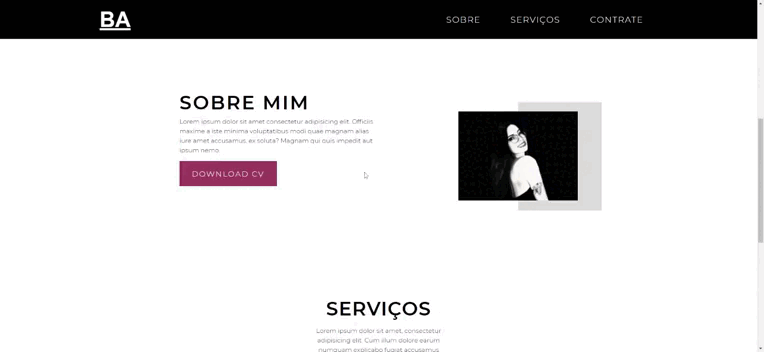 BA
SOBRE
SERVIÇOS
CONTRATE
SOBRE MIM
Lorem ipsum dolor sit amet consectetur adipisicing elit. Officiis
maxime a iste minima voluptatibus modi quae magnam alias
iure amet accusamus, ex soluta? Magnam qui quis impedit aut
ipsum nemo.
DOWNLOAD CV
SERVIÇOS
Lorem ipsum dolor sit amet, consectetur
adipisicing elit. Cum illum dolore earum
numquam explicabo fugiat accusamus